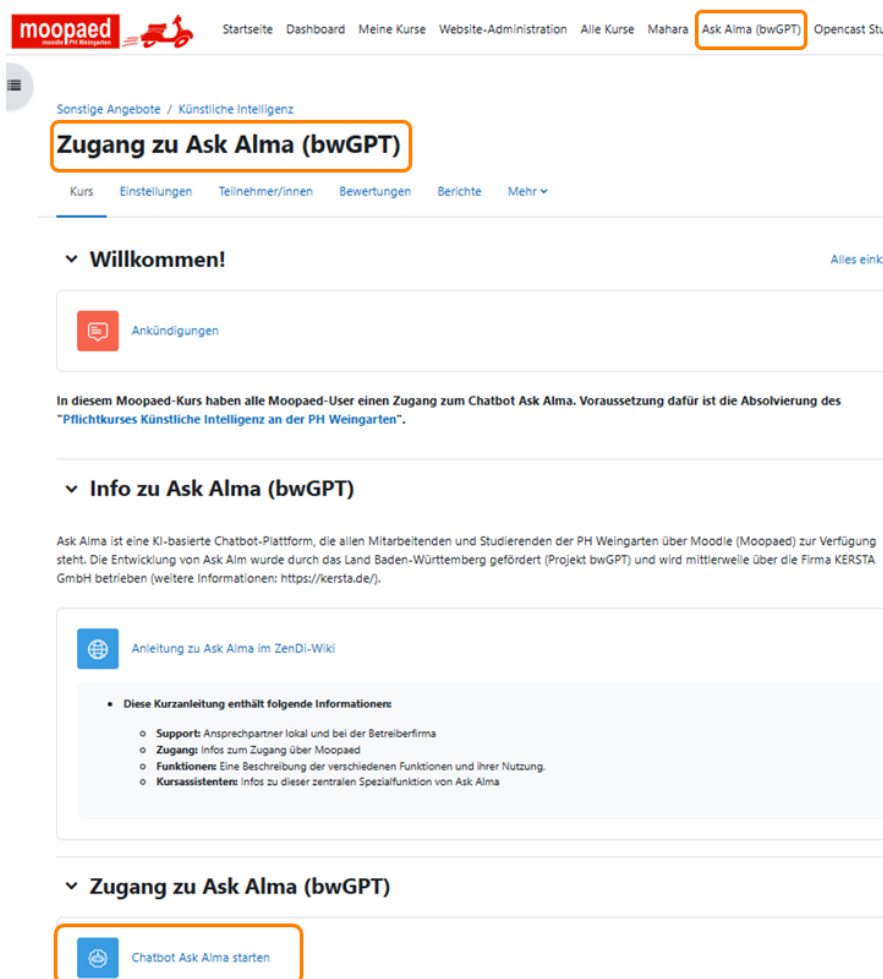 moopaed
moodle PH Weingarten
Startseite Dashboard Meine Kurse Website-Administration Alle Kurse Mahara Ask Alma (bwGPT) Opencast Stu
Sonstige Angebote / Künstliche Intelligenz
Zugang zu Ask Alma (bwGPT)
Kurs Einstellungen Teilnehmer/innen Bewertungen Berichte Mehr
Willkommen!
Alles eink
Ankündigungen
In diesem Moopaed-Kurs haben alle Moopaed-User einen Zugang zum Chatbot Ask Alma. Voraussetzung dafür ist die Absolvierung des
"Pflichtkurses Künstliche Intelligenz an der PH Weingarten".
Info zu Ask Alma (bwGPT)
Ask Alma ist eine KI-basierte Chatbot-Plattform, die allen Mitarbeitenden und Studierenden der PH Weingarten über Moodle (Moopaed) zur Verfügung
steht. Die Entwicklung von Ask Alm wurde durch das Land Baden-Württemberg gefördert (Projekt bwGPT) und wird mittlerweile über die Firma KERSTA
GmbH betrieben (weitere Informationen: https://kersta.de/).
Anleitung zu Ask Alma im ZenDi-Wiki
• Diese Kurzanleitung enthält folgende Informationen:
o Support: Ansprechpartner lokal und bei der Betreiberfirma
o Zugang: Infos zum Zugang über Moopaed
o Funktionen: Eine Beschreibung der verschiedenen Funktionen und ihrer Nutzung.
o Kursassistenten: Infos zu dieser zentralen Spezialfunktion von Ask Alma
Zugang zu Ask Alma (bwGPT)
Chatbot Ask Alma starten